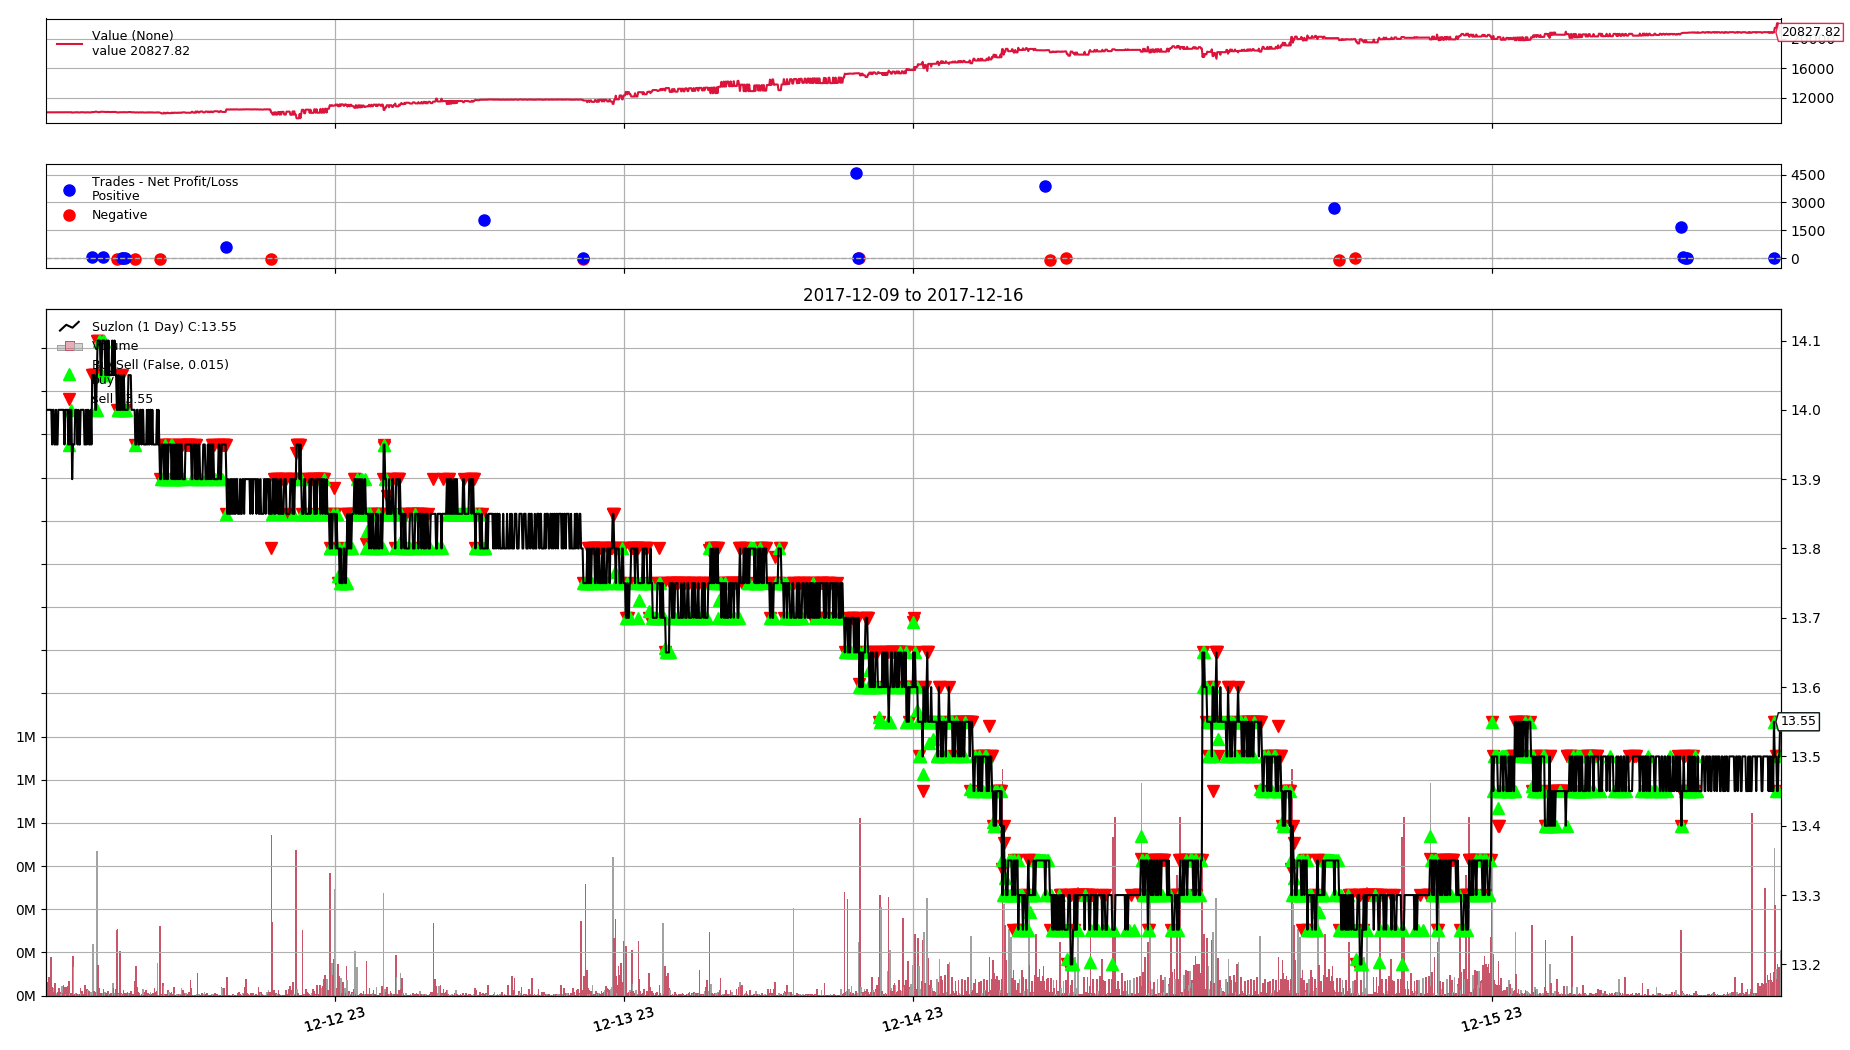 Value (None)
value 20827.82
20827.82
16000
12000
Trades - Net Profit/Loss
Positive
Negative
4500
3000
1500
0
2017-12-09 to 2017-12-16
Suzlon (1 Day) C:13.55
Volume
BuySell (False, 0.015)
buy
sell 13.55
14.1
14.0
13.9
13.8
13.7
13.6
13.55
13.5
13.4
13.3
13.2
1M
1M
1M
0M
0M
0M
0M
12-12 23
12-13 23
12-14 23
12-15 23